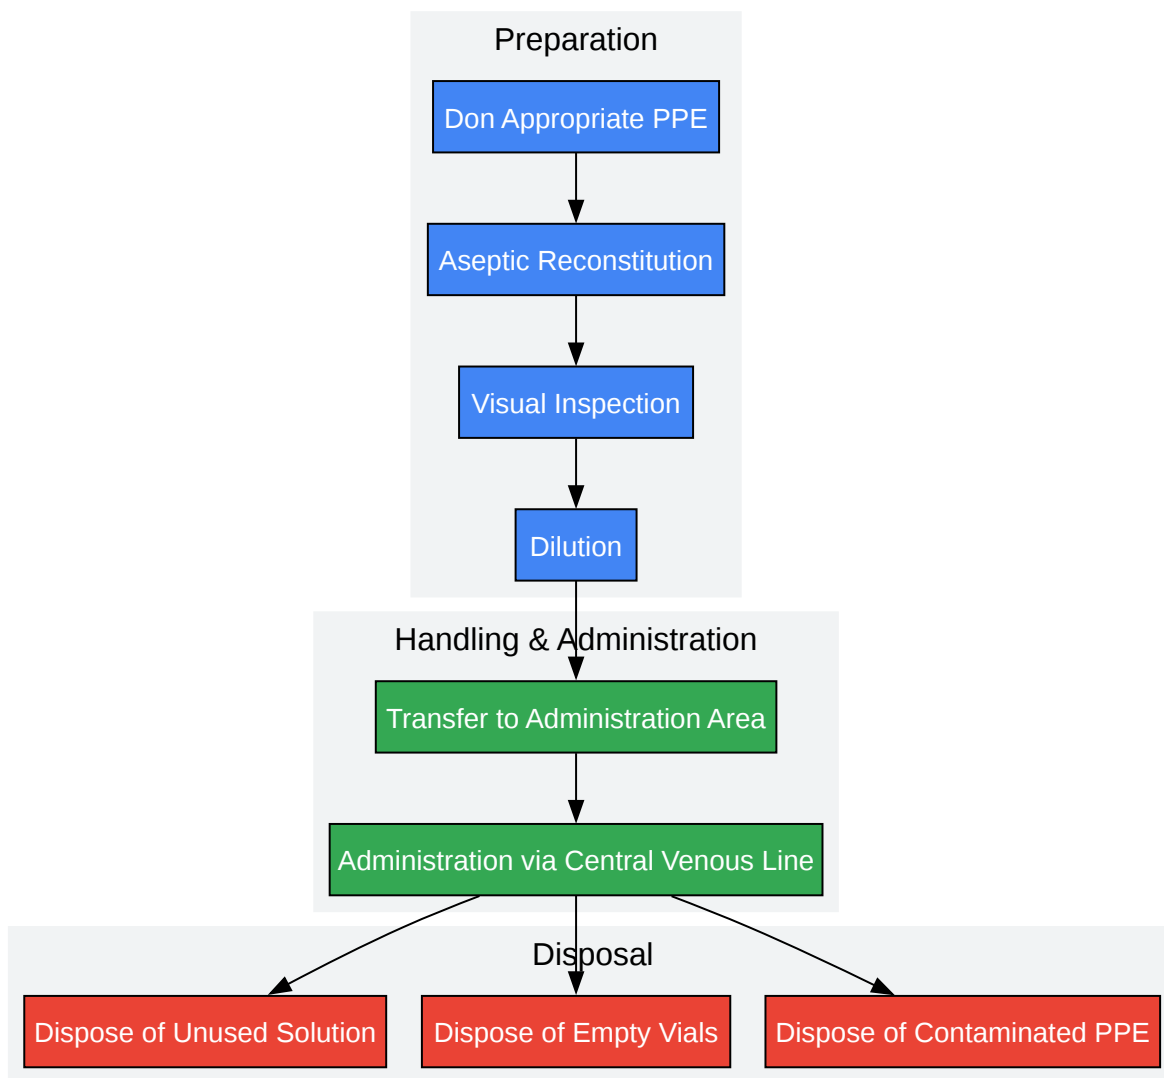 Preparation
Don Appropriate PPE
Aseptic Reconstitution
Visual Inspection
Dilution
Handling & Administration
Transfer to Administration Area
Administration via Central Venous Line
Disposal
Dispose of Unused Solution
Dispose of Empty Vials
Dispose of Contaminated PPE